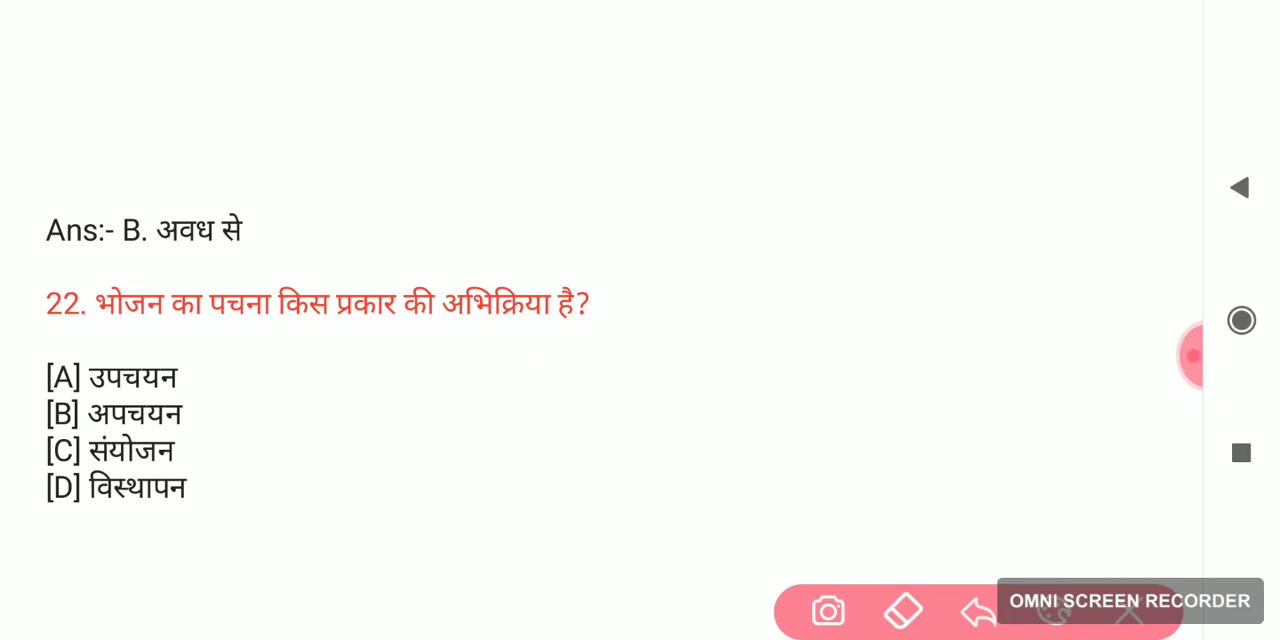 Ans:- B. अवध से
22. भोजन का पचना किस प्रकार की अभिक्रिया है?
[A] उपचयन
[B] अपचयन
[C] संयोजन
[D] विस्थापन
OMNI SCREEN RECORDER